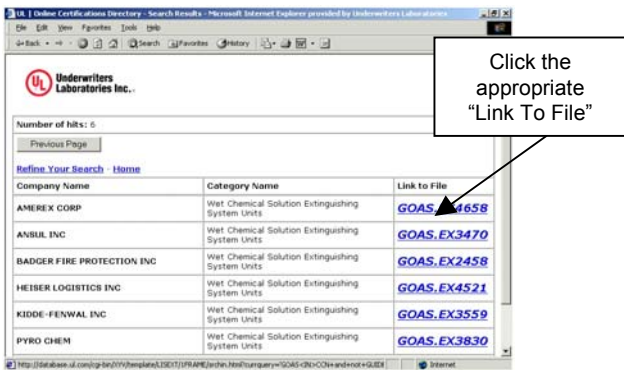 UL | Online Certifications Directory - Search Results - Microsoft Internet Explorer provided by Underwriters Laboratories
File Edit View Favorites Tools Help
Back Search Favorites History
Click the
appropriate
“Link To File”
UL
Underwriters
Laboratories Inc.
Number of hits: 6
Previous Page
Refine Your Search - Home
Company Name Category Name Link to File
AMEREX CORP Wet Chemical Solution Extinguishing
System Units
ANSUL INC Wet Chemical Solution Extinguishing
System Units GOAS.EX3470
BADGER FIRE PROTECTION INC Wet Chemical Solution Extinguishing
System Units GOAS.EX2458
HEISER LOGISTICS INC Wet Chemical Solution Extinguishing
System Units GOAS.EX4521
KIDDE-FENWAL INC Wet Chemical Solution Extinguishing
System Units GOAS.EX3559
PYRO CHEM Wet Chemical Solution Extinguishing
System Units GOAS.EX3830
Internet